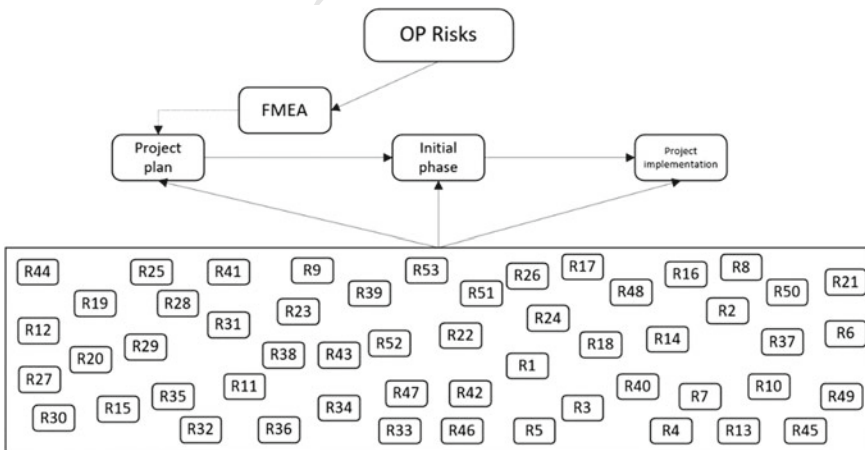 OP Risks
FMEA
Project
plan
Initial
phase
Project
implementation
R44
R25
R41
R9
R53
R26
R17
R16
R8
R21
R19
R28
R39
R51
R48
R50
R12
R31
R23
R24
R2
R6
R20
R29
R38
R43
R52
R22
R18
R14
R37
R27
R35
R11
R1
R40
R10
R30
R15
R34
R47
R42
R3
R7
R49
R32
R36
R33
R46
R5
R4
R13
R45